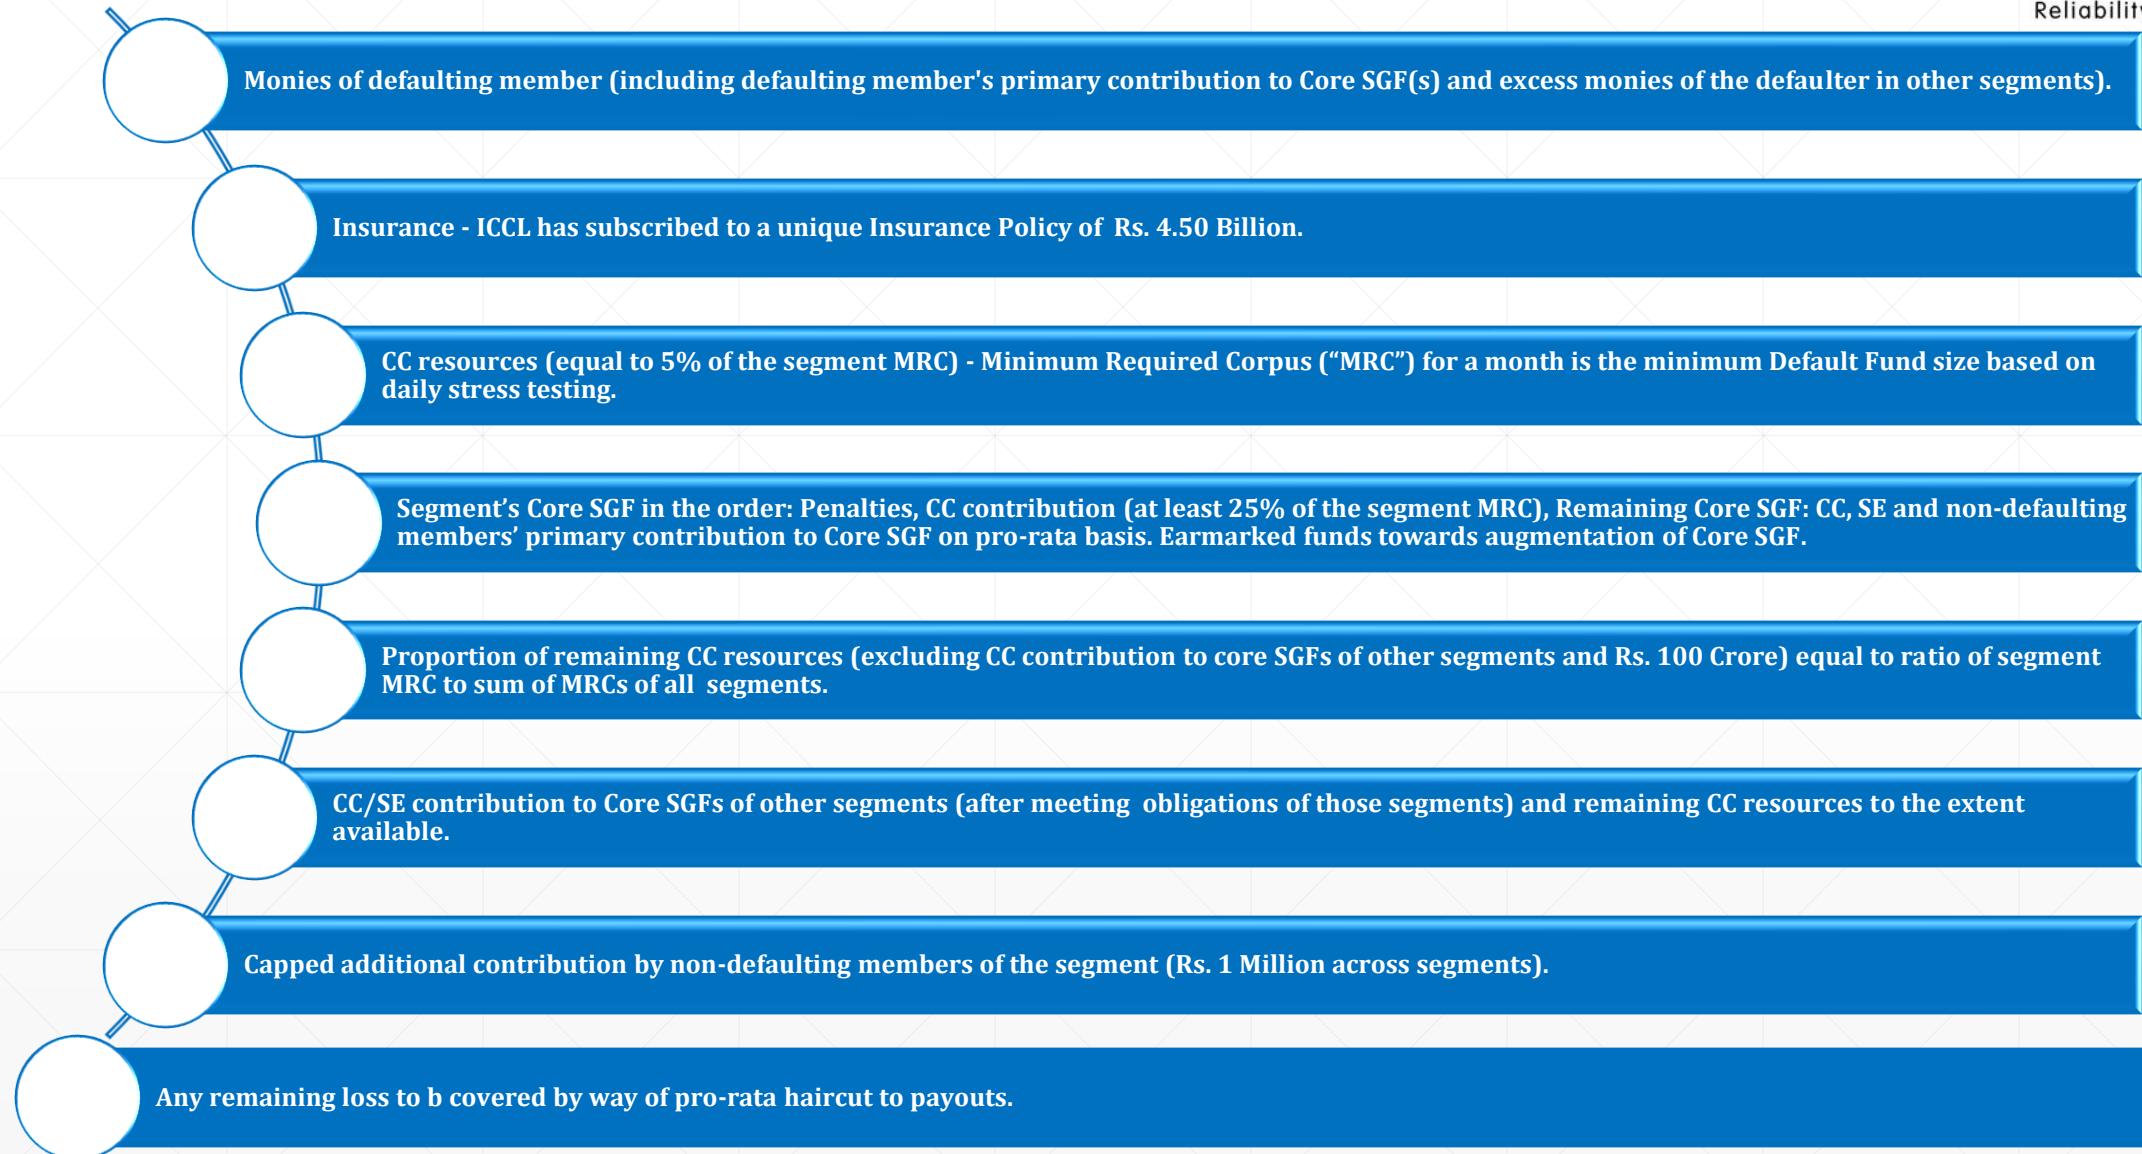 Reliability
Monies of defaulting member (including defaulting member's primary contribution to Core SGF(s) and excess monies of the defaulter in other segments).
Insurance - ICCL has subscribed to a unique Insurance Policy of Rs. 4.50 Billion.
CC resources (equal to 5% of the segment MRC) - Minimum Required Corpus (“MRC”) for a month is the minimum Default Fund size based on
daily stress testing.
Segment’s Core SGF in the order: Penalties, CC contribution (at least 25% of the segment MRC), Remaining Core SGF: CC, SE and non-defaulting
members’ primary contribution to Core SGF on pro-rata basis. Earmarked funds towards augmentation of Core SGF.
Proportion of remaining CC resources (excluding CC contribution to core SGFs of other segments and Rs. 100 Crore) equal to ratio of segment
MRC to sum of MRCs of all segments.
CC/SE contribution to Core SGFs of other segments (after meeting obligations of those segments) and remaining CC resources to the extent
available.
Capped additional contribution by non-defaulting members of the segment (Rs. 1 Million across segments).
Any remaining loss to b covered by way of pro-rata haircut to payouts.